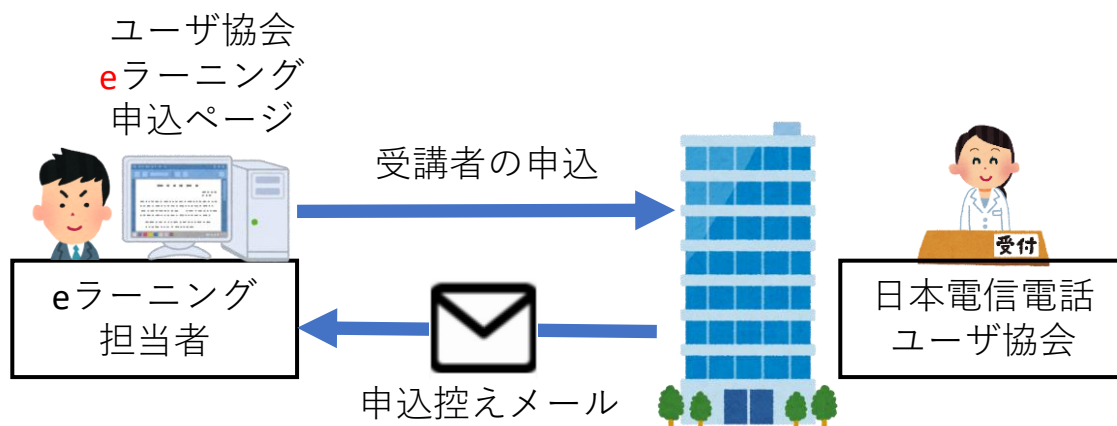 ユーザ協会
eラーニング
申込ページ
受講者の申込
受付
eラーニング
担当者
日本電信電話
ユーザ協会
申込控えメール